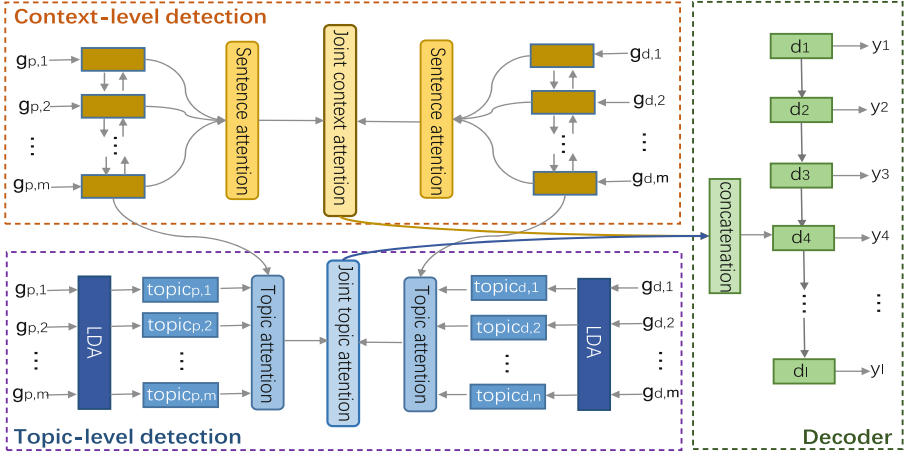 Context-level detection
gp,1
gp,2
...
gp,m
Sentence attention
Joint context attention
Sentence attention
gd,1
gd,2
...
gd,m
Topic-level detection
gp,1
gp,2
...
gp,m
LDA
topicp,1
topicp,2
...
topicp,m
Topic attention
Joint topic attention
Topic attention
topicd,1
topicd,2
...
topicd,n
LDA
gd,1
gd,2
...
gd,m
concatenation
d1 y1
d2 y2
d3 y3
d4 y4
... ...
dI yI
Decoder